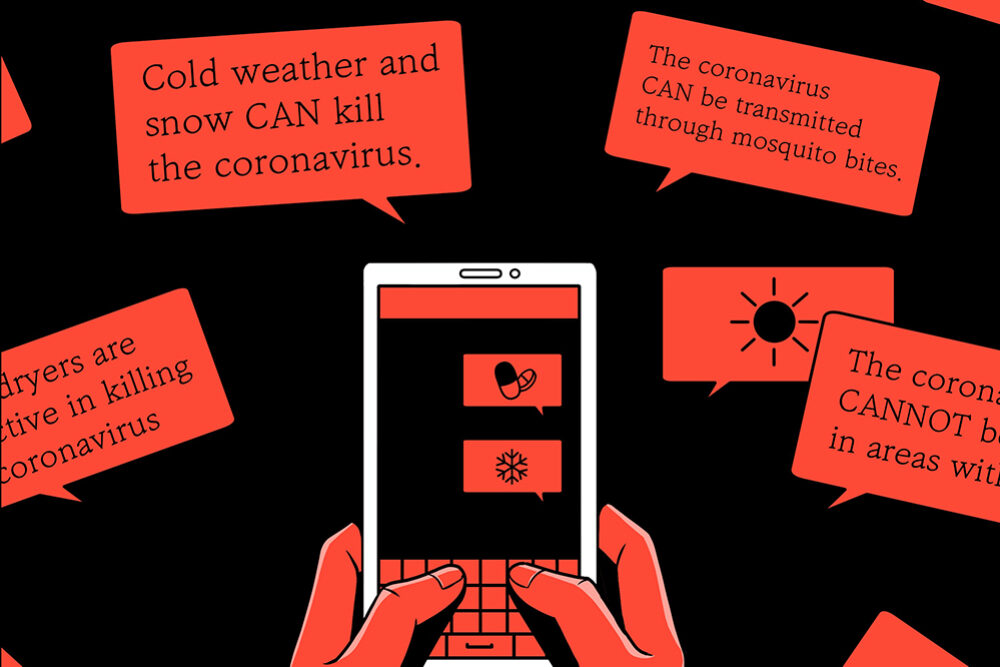 Cold weather and
snow CAN kill
the coronavirus.
The coronavirus
CAN be transmitted
through mosquito bites.
dryers are
ctive in killing
coronavirus
The corona
CANNOT b
in areas with